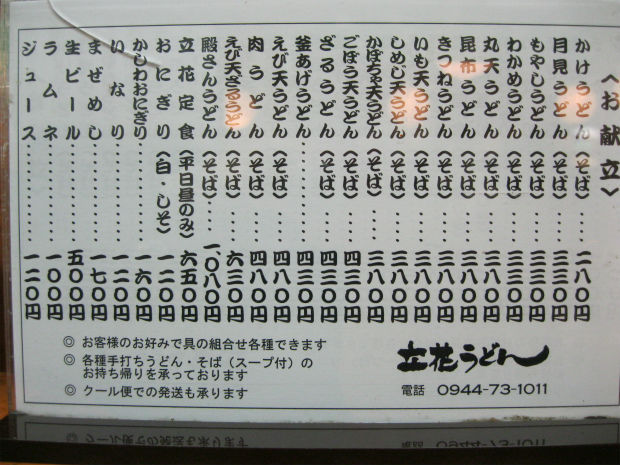 〈お献立〉
かけうどん〈そば〉‥‥二八〇円
月見うどん〈そば〉‥‥三三〇円
もやしうどん〈そば〉‥‥三三〇円
わかめうどん〈そば〉‥‥三三〇円
丸天うどん〈そば〉‥‥三三〇円
昆布うどん〈そば〉‥‥三三〇円
きつねうどん〈そば〉‥‥三八〇円
いも天うどん〈そば〉‥‥三八〇円
しめじ天うどん〈そば〉‥‥三八〇円
かぼちゃ天うどん〈そば〉‥‥三八〇円
ごぼう天うどん〈そば〉‥‥四三〇円
ざるうどん〈そば〉‥‥四三〇円
釜あげうどん‥‥‥‥四三〇円
えび天うどん〈そば〉‥‥四八〇円
肉うどん〈そば〉‥‥四八〇円
えび天ざるうどん〈そば〉‥‥六三〇円
殿さんうどん〈そば〉‥‥一、〇八〇円
立花定食〈平日昼のみ〉‥‥六五〇円
おにぎり〈白・しそ〉‥‥一二〇円
かしわおにぎり‥‥‥‥一六〇円
いなり‥‥‥‥一二〇円
まぜめし‥‥‥‥一七〇円
生ビール‥‥‥‥五〇〇円
ラムネ‥‥‥‥一〇〇円
ジュース‥‥‥‥一二〇円
◎ お客様のお好みで具の組合せ各種できます
◎ 各種手打ちうどん・そば（スープ付）の
お持ち帰りを承っております
◎ クール便での発送も承ります
立花うどん
電話 0944-73-1011